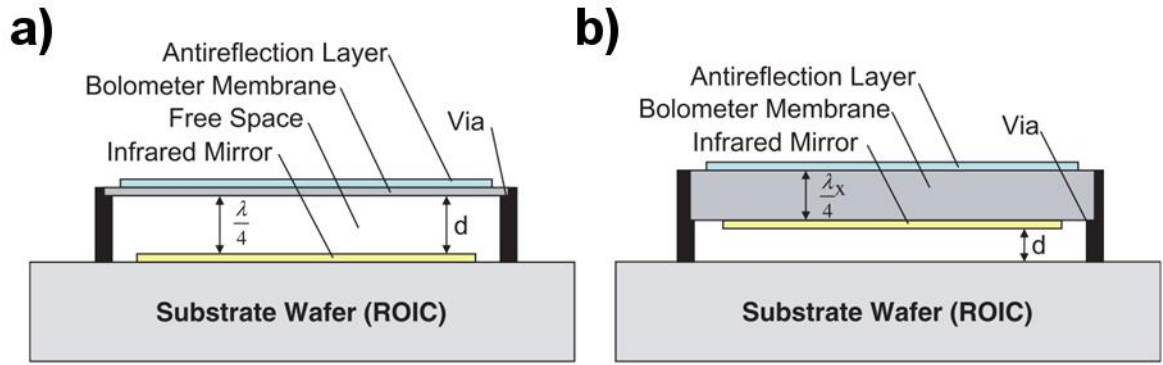 a)
Antireflection Layer
Bolometer Membrane
Free Space
Via
Infrared Mirror
λ
4
d
Substrate Wafer (ROIC)
b)
Antireflection Layer
Bolometer Membrane
Via
Infrared Mirror
λx
4
d
Substrate Wafer (ROIC)